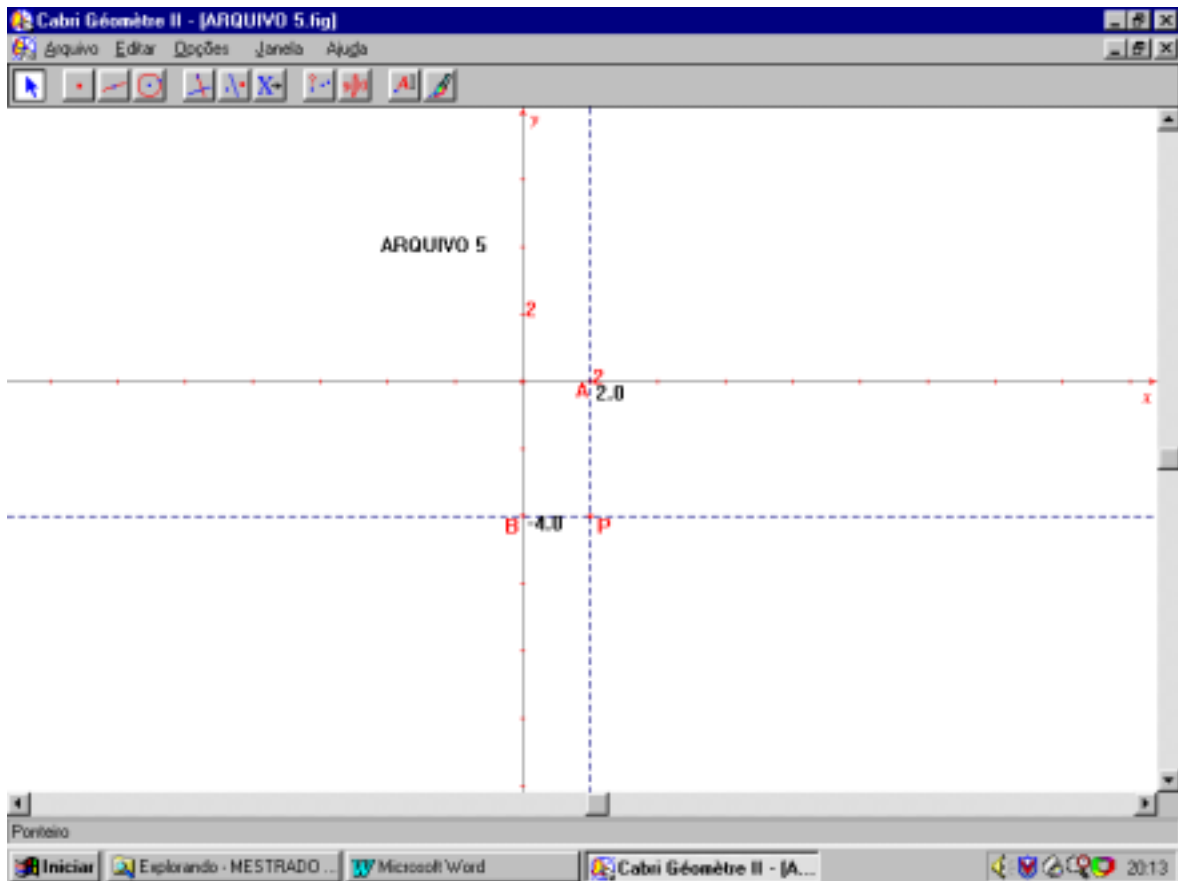 Cabri Géomètre II - [ARQUIVO 5.fig]
Arquivo Editar Opções Janela Ajuda
y
ARQUIVO 5
2
2
A 2.0
x
B -4.0 P
Ponteiro
Iniciar Explorando - MESTRADO ... Microsoft Word Cabri Géomètre II - [A... 20:13